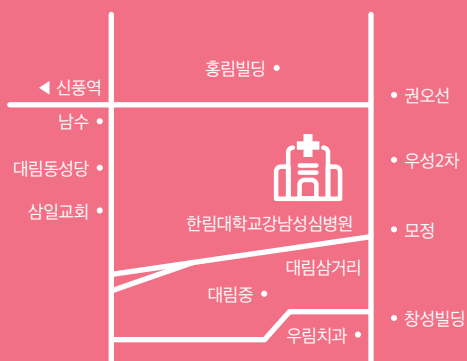 홍림빌딩
◀ 신풍역
권오선
남수
대림동성당
우성2차
삼일교회
한림대학교강남성심병원
모정
대림삼거리
대림중
창성빌딩
우림치과